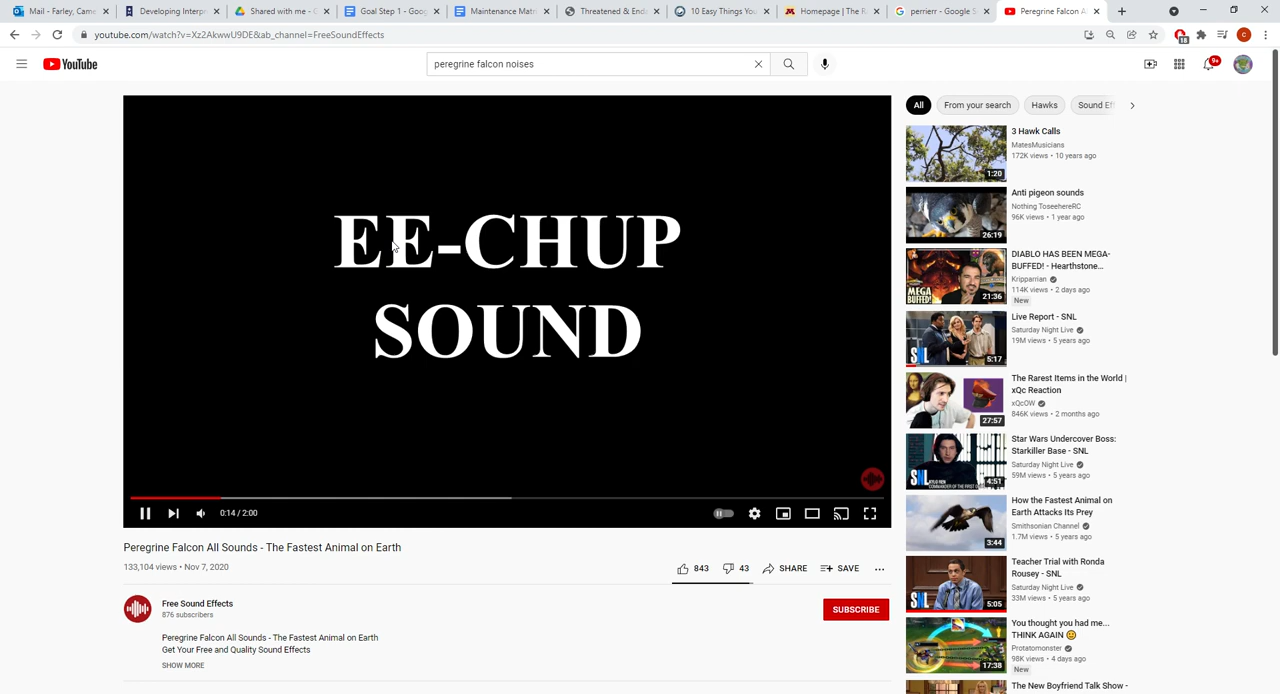 Mail - Farley, Came
Developing Interpe
Shared with me - G
Goal Step 1 - Goog
Maintenance Matr
Threatened & Enda
10 Easy Things You
Homepage | The R
perrierr - Google S
Peregrine Falcon A
youtube.com/watch?v=Xz2AkwwU9DE&ab_channel=FreeSoundEffects
18
C
YouTube
peregrine falcon noises
9+
EE-CHUP
SOUND
0:14 / 2:00
Peregrine Falcon All Sounds - The Fastest Animal on Earth
133,104 views • Nov 7, 2020
843
43
SHARE
SAVE
Free Sound Effects
876 subscribers
SUBSCRIBE
Peregrine Falcon All Sounds - The Fastest Animal on Earth
Get Your Free and Quality Sound Effects
SHOW MORE
All
From your search
Hawks
Sound Eff
3 Hawk Calls
MatesMusicians
172K views • 10 years ago
1:20
Anti pigeon sounds
Nothing ToseehereRC
96K views • 1 year ago
26:19
DIABLO HAS BEEN MEGA-
BUFFED! - Hearthstone...
Kripparrian
114K views • 2 days ago
New
MEGA
BUFFED!
21:36
Live Report - SNL
Saturday Night Live
19M views • 5 years ago
SNL
5:17
The Rarest Items in the World |
xQc Reaction
xQcOW
846K views • 2 months ago
27:57
Star Wars Undercover Boss:
Starkiller Base - SNL
Saturday Night Live
59M views • 5 years ago
SNL
4:51
How the Fastest Animal on
Earth Attacks Its Prey
Smithsonian Channel
1.7M views • 5 years ago
3:44
Teacher Trial with Ronda
Rousey - SNL
Saturday Night Live
33M views • 5 years ago
SNL
5:05
You thought you had me...
THINK AGAIN
Protatomonster
98K views • 4 days ago
New
17:38
The New Boyfriend Talk Show -